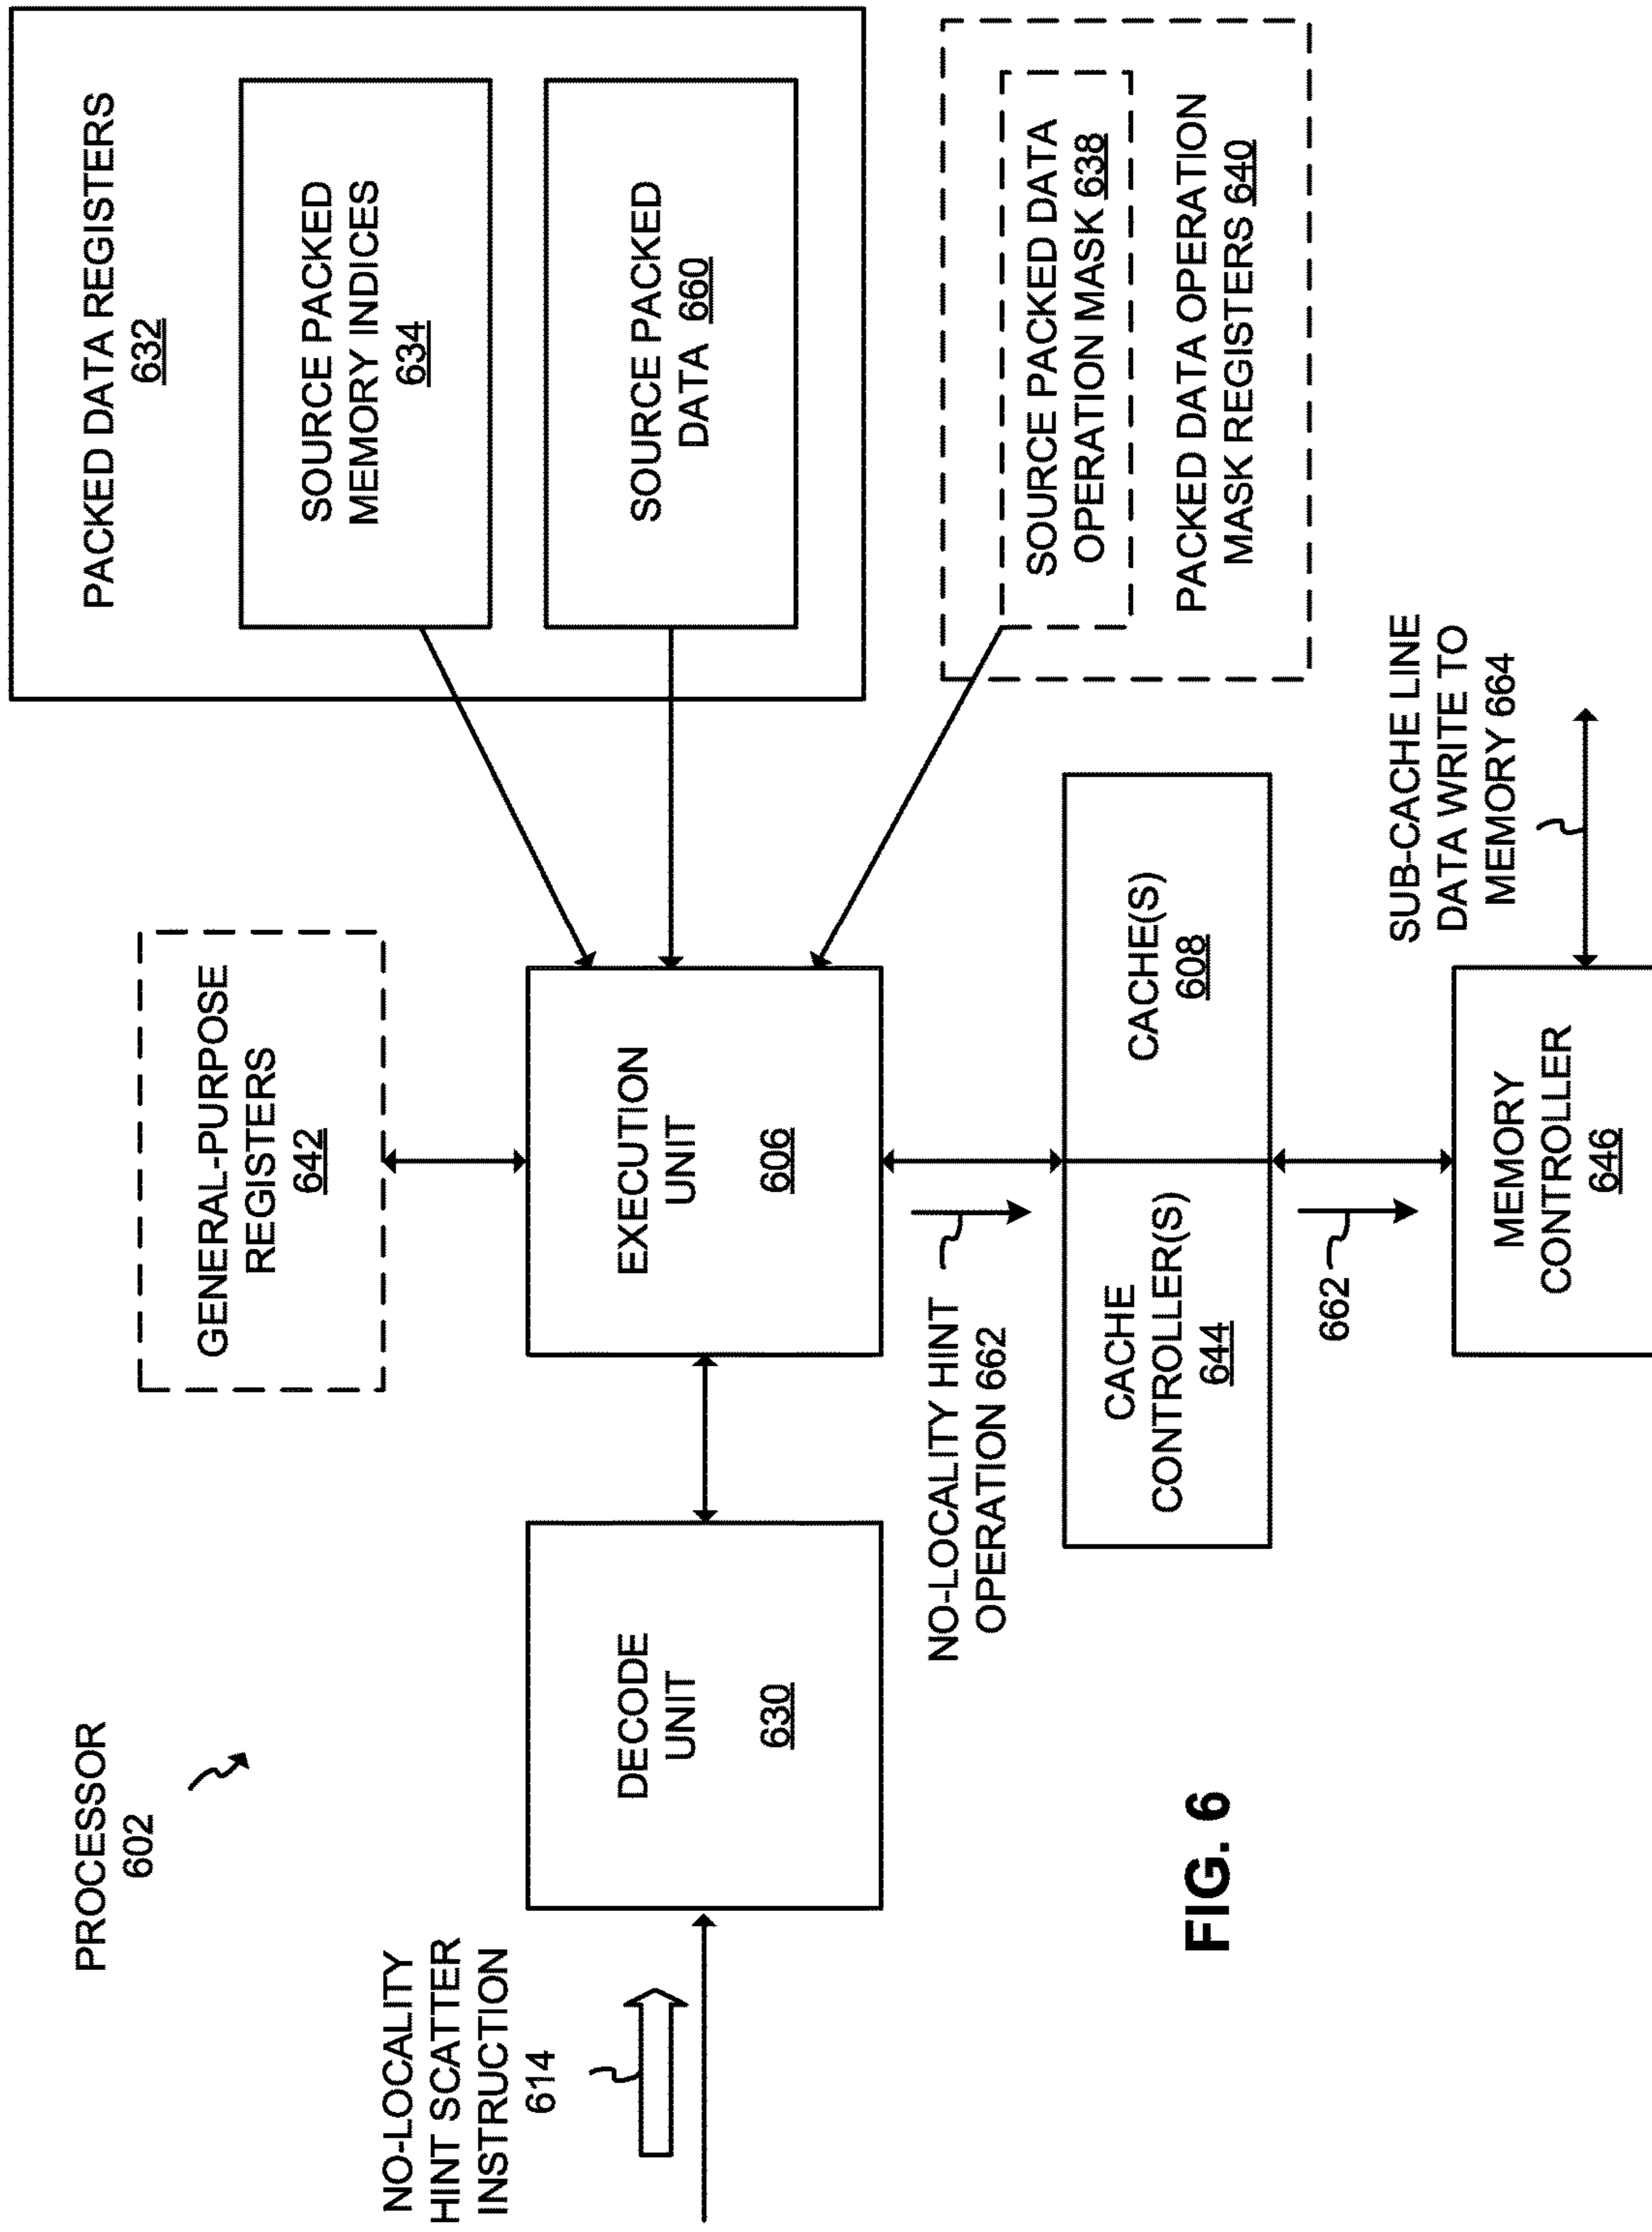 PROCESSOR
602
NO-LOCALITY
HINT SCATTER
INSTRUCTION
614
DECODE
UNIT
630
GENERAL-PURPOSE
REGISTERS
642
EXECUTION
UNIT
606
PACKED DATA REGISTERS
632
SOURCE PACKED
MEMORY INDICES
634
SOURCE PACKED
DATA 660
SOURCE PACKED DATA
OPERATION MASK 638
PACKED DATA OPERATION
MASK REGISTERS 640
NO-LOCALITY HINT
OPERATION 662
CACHE
CONTROLLER(S)
644
CACHE(S)
608
662
MEMORY
CONTROLLER
646
SUB-CACHE LINE
DATA WRITE TO
MEMORY 664
FIG. 6